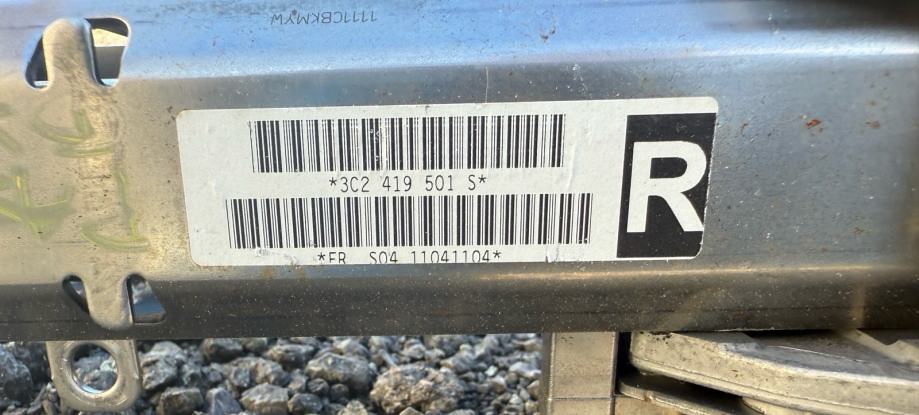 1111CBKMYW
*3C2 419 501 S*
*FR S04 11041104*
R